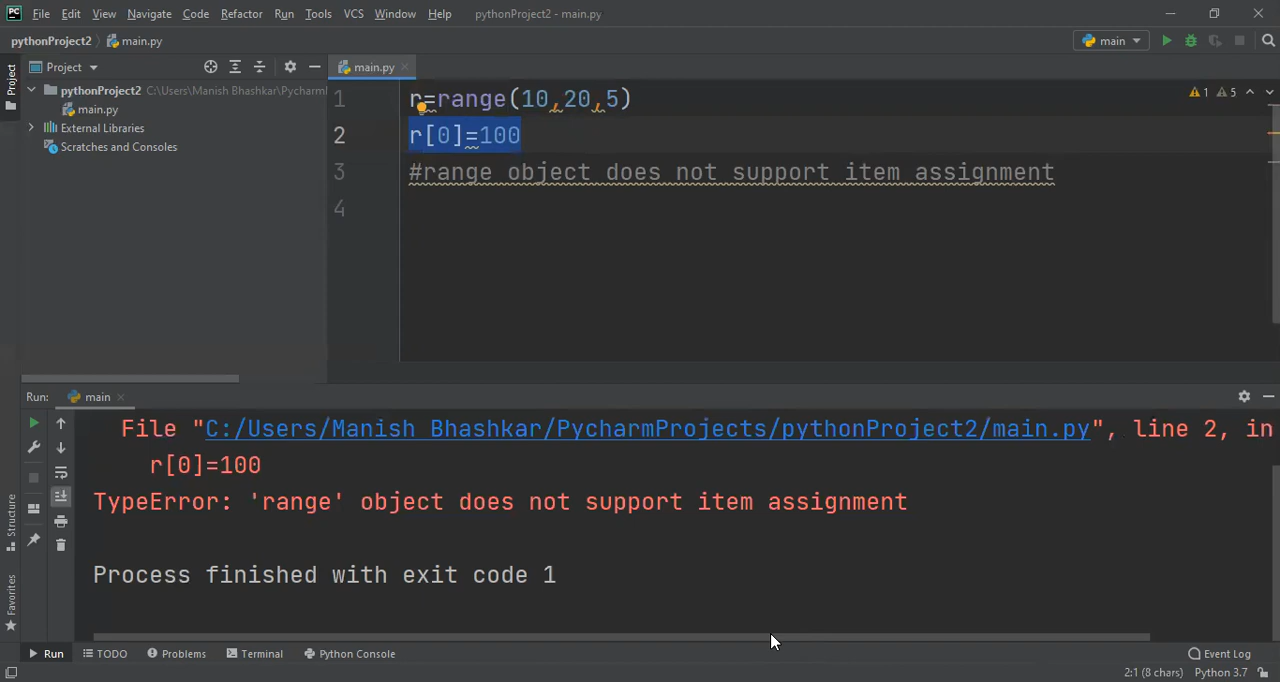 PC File Edit View Navigate Code Refactor Run Tools VCS Window Help pythonProject2 - main.py
pythonProject2 main.py main
Project Project main.py
pythonProject2 C:\Users\Manish Bhashkar\Pycharm
main.py
External Libraries
Scratches and Consoles
1 r=range(10,20,5) 1 5
2 r[0]=100
3 #range object does not support item assignment
4
Run: main
File "C:/Users/Manish Bhashkar/PycharmProjects/pythonProject2/main.py", line 2, in
r[0]=100
TypeError: 'range' object does not support item assignment
Process finished with exit code 1
Structure
Favorites
Run TODO Problems Terminal Python Console Event Log
2:1 (8 chars) Python 3.7